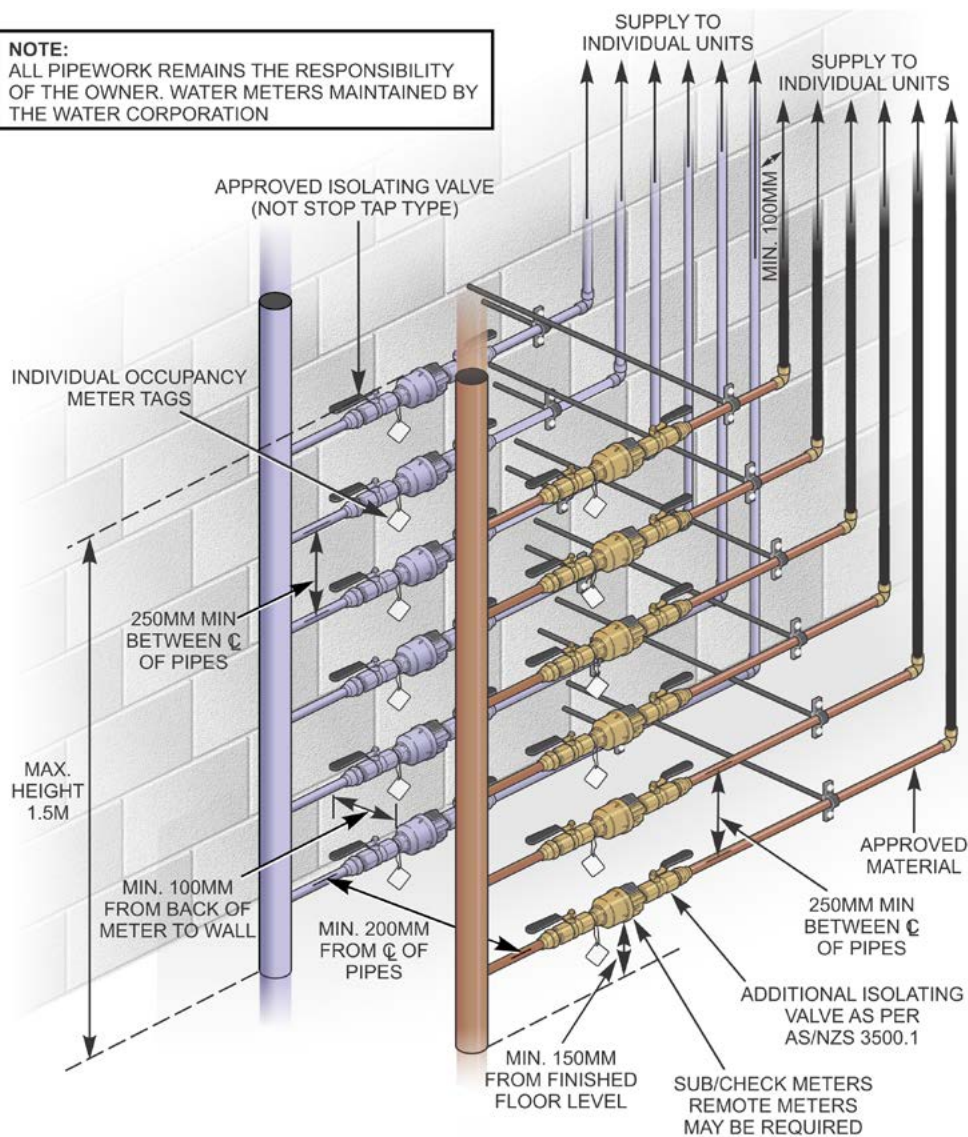 NOTE:
ALL PIPEWORK REMAINS THE RESPONSIBILITY
OF THE OWNER. WATER METERS MAINTAINED BY
THE WATER CORPORATION
SUPPLY TO
INDIVIDUAL UNITS
SUPPLY TO
INDIVIDUAL UNITS
APPROVED ISOLATING VALVE
(NOT STOP TAP TYPE)
MIN. 100MM
INDIVIDUAL OCCUPANCY
METER TAGS
250MM MIN
BETWEEN ℄
OF PIPES
MAX.
HEIGHT
1.5M
MIN. 100MM
FROM BACK OF
METER TO WALL
MIN. 200MM
FROM ℄ OF
PIPES
APPROVED
MATERIAL
250MM MIN
BETWEEN ℄
OF PIPES
ADDITIONAL ISOLATING
VALVE AS PER
AS/NZS 3500.1
MIN. 150MM
FROM FINISHED
FLOOR LEVEL
SUB/CHECK METERS
REMOTE METERS
MAY BE REQUIRED